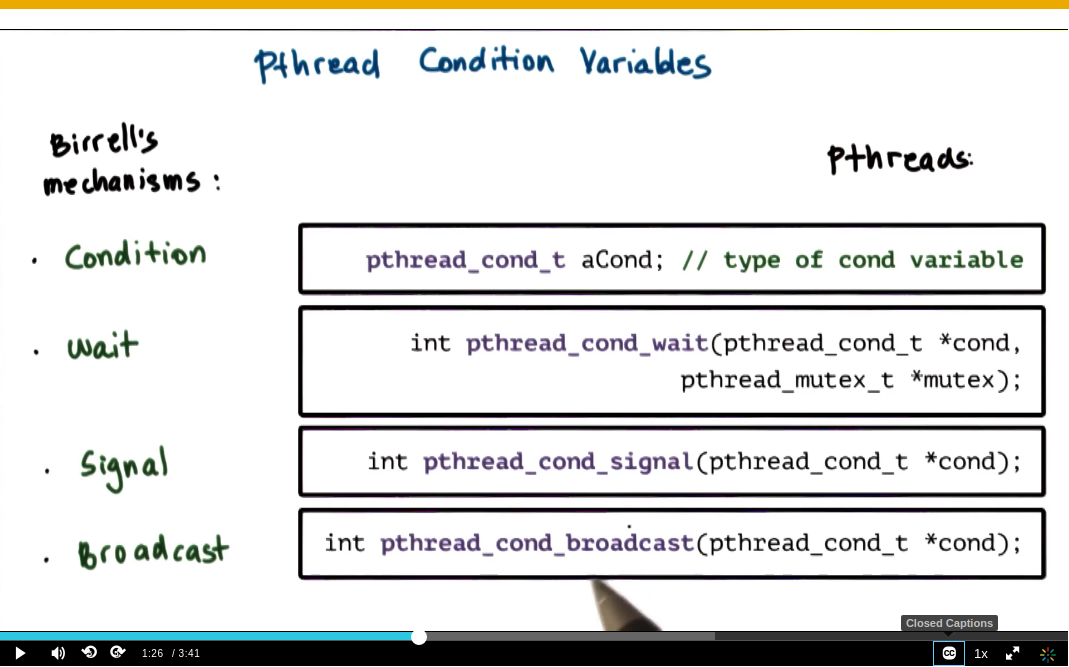 Pthread Condition Variables
Birrell's
mechanisms :
Pthreads:
• Condition
pthread_cond_t aCond; // type of cond variable
• Wait
int pthread_cond_wait(pthread_cond_t *cond,
pthread_mutex_t *mutex);
• Signal
int pthread_cond_signal(pthread_cond_t *cond);
• Broadcast
int pthread_cond_broadcast(pthread_cond_t *cond);
Closed Captions
1:26 / 3:41 CC 1x